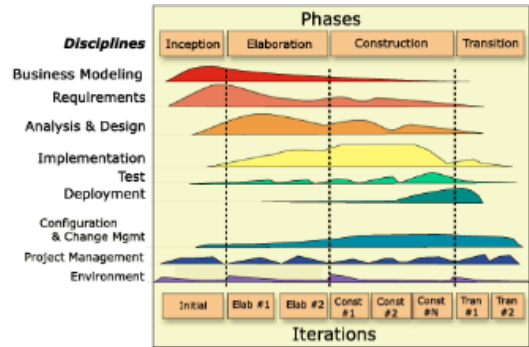 Phases
Disciplines
Inception
Elaboration
Construction
Transition
Business Modeling
Requirements
Analysis & Design
Implementation
Test
Deployment
Configuration
& Change Mgmt
Project Management
Environment
Initial
Elab #1
Elab #2
Const
#1
Const
#2
Const
#N
Tran
#1
Tran
#2
Iterations